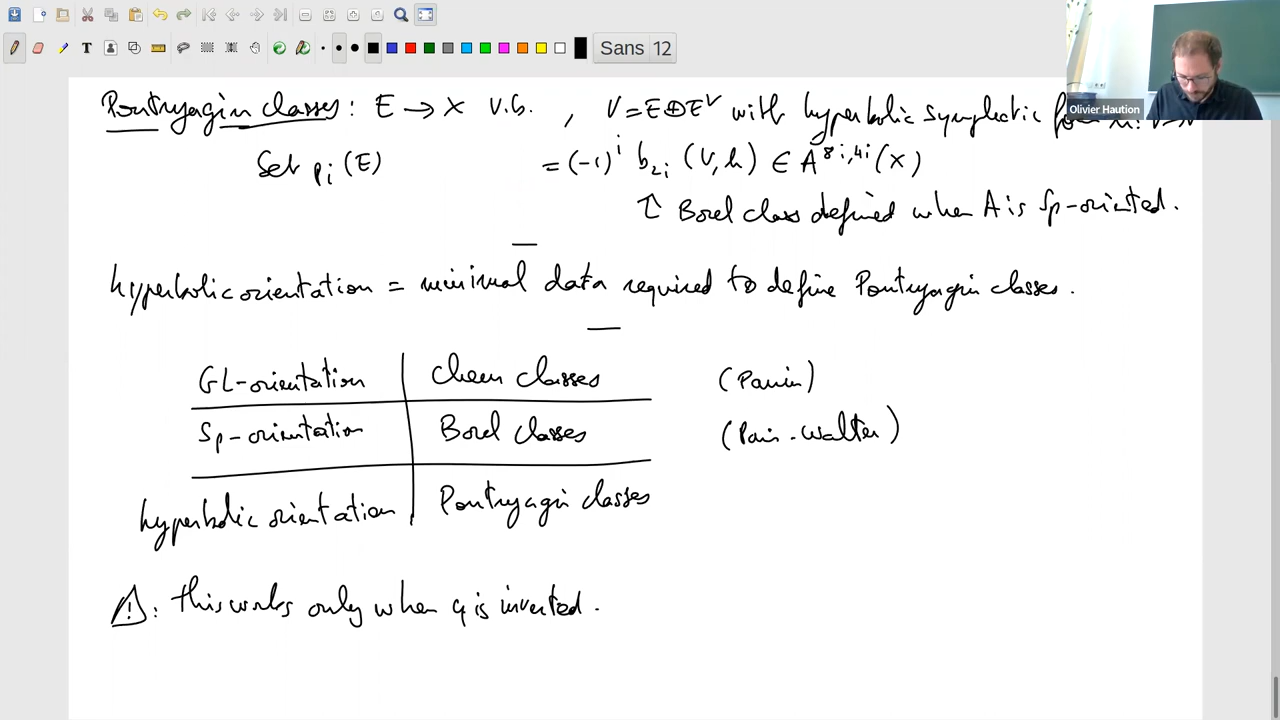 Sans 12
Olivier Haution
Pontryagin classes : E → X v.b. , V = E⊕E^∨ with hyperbolic symplectic
Set p_i(E) = (-1)^i b_{2i} (V, h) ∈ A^{8i,4i}(X)
↑ Borel class defined when A is Sp-oriented.
—
hyperbolic orientation = minimal data required to define Pontryagin classes.
—
GL-orientation | Chern classes (Panin)
Sp-orientation | Borel classes (Panin-Walter)
hyperbolic orientation | Pontryagin classes
⚠ : this works only when η is inverted.